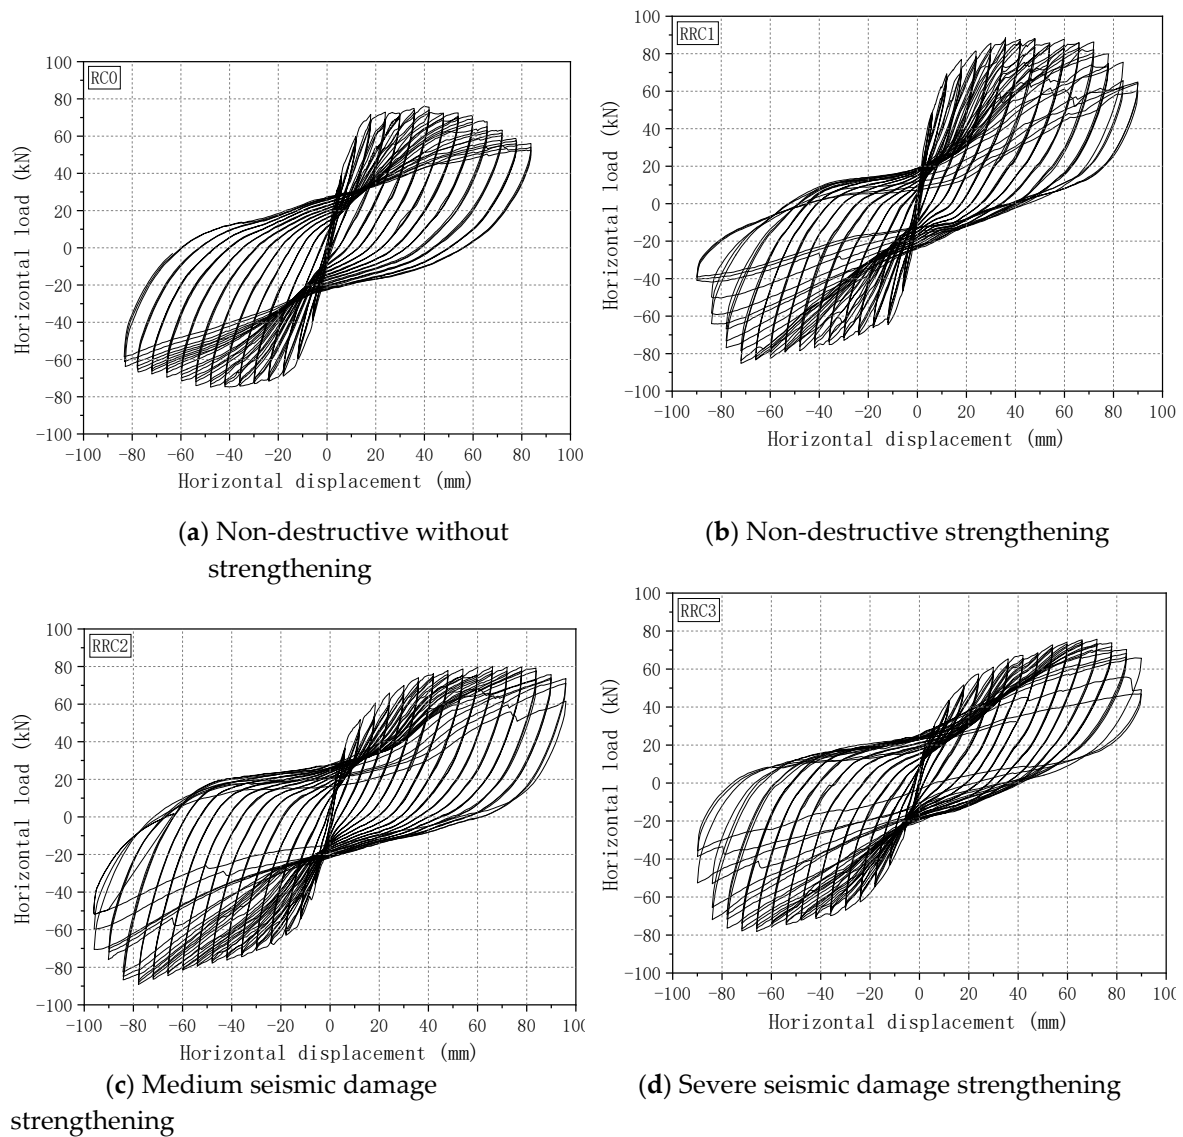 RC0
100
80
60
40
20
0
-20
-40
-60
-80
-100
-100 -80 -60 -40 -20 0 20 40 60 80 100
Horizontal load (kN)
Horizontal displacement (mm)
(a) Non-destructive without
strengthening
RRC1
100
80
60
40
20
0
-20
-40
-60
-80
-100
-100 -80 -60 -40 -20 0 20 40 60 80 100
Horizontal load (kN)
Horizontal displacement (mm)
(b) Non-destructive strengthening
RRC2
100
80
60
40
20
0
-20
-40
-60
-80
-100
-100 -80 -60 -40 -20 0 20 40 60 80 100
Horizontal load (kN)
Horizontal displacement (mm)
(c) Medium seismic damage
strengthening
RRC3
100
80
60
40
20
0
-20
-40
-60
-80
-100
-100 -80 -60 -40 -20 0 20 40 60 80 100
Horizontal load (kN)
Horizontal displacement (mm)
(d) Severe seismic damage strengthening